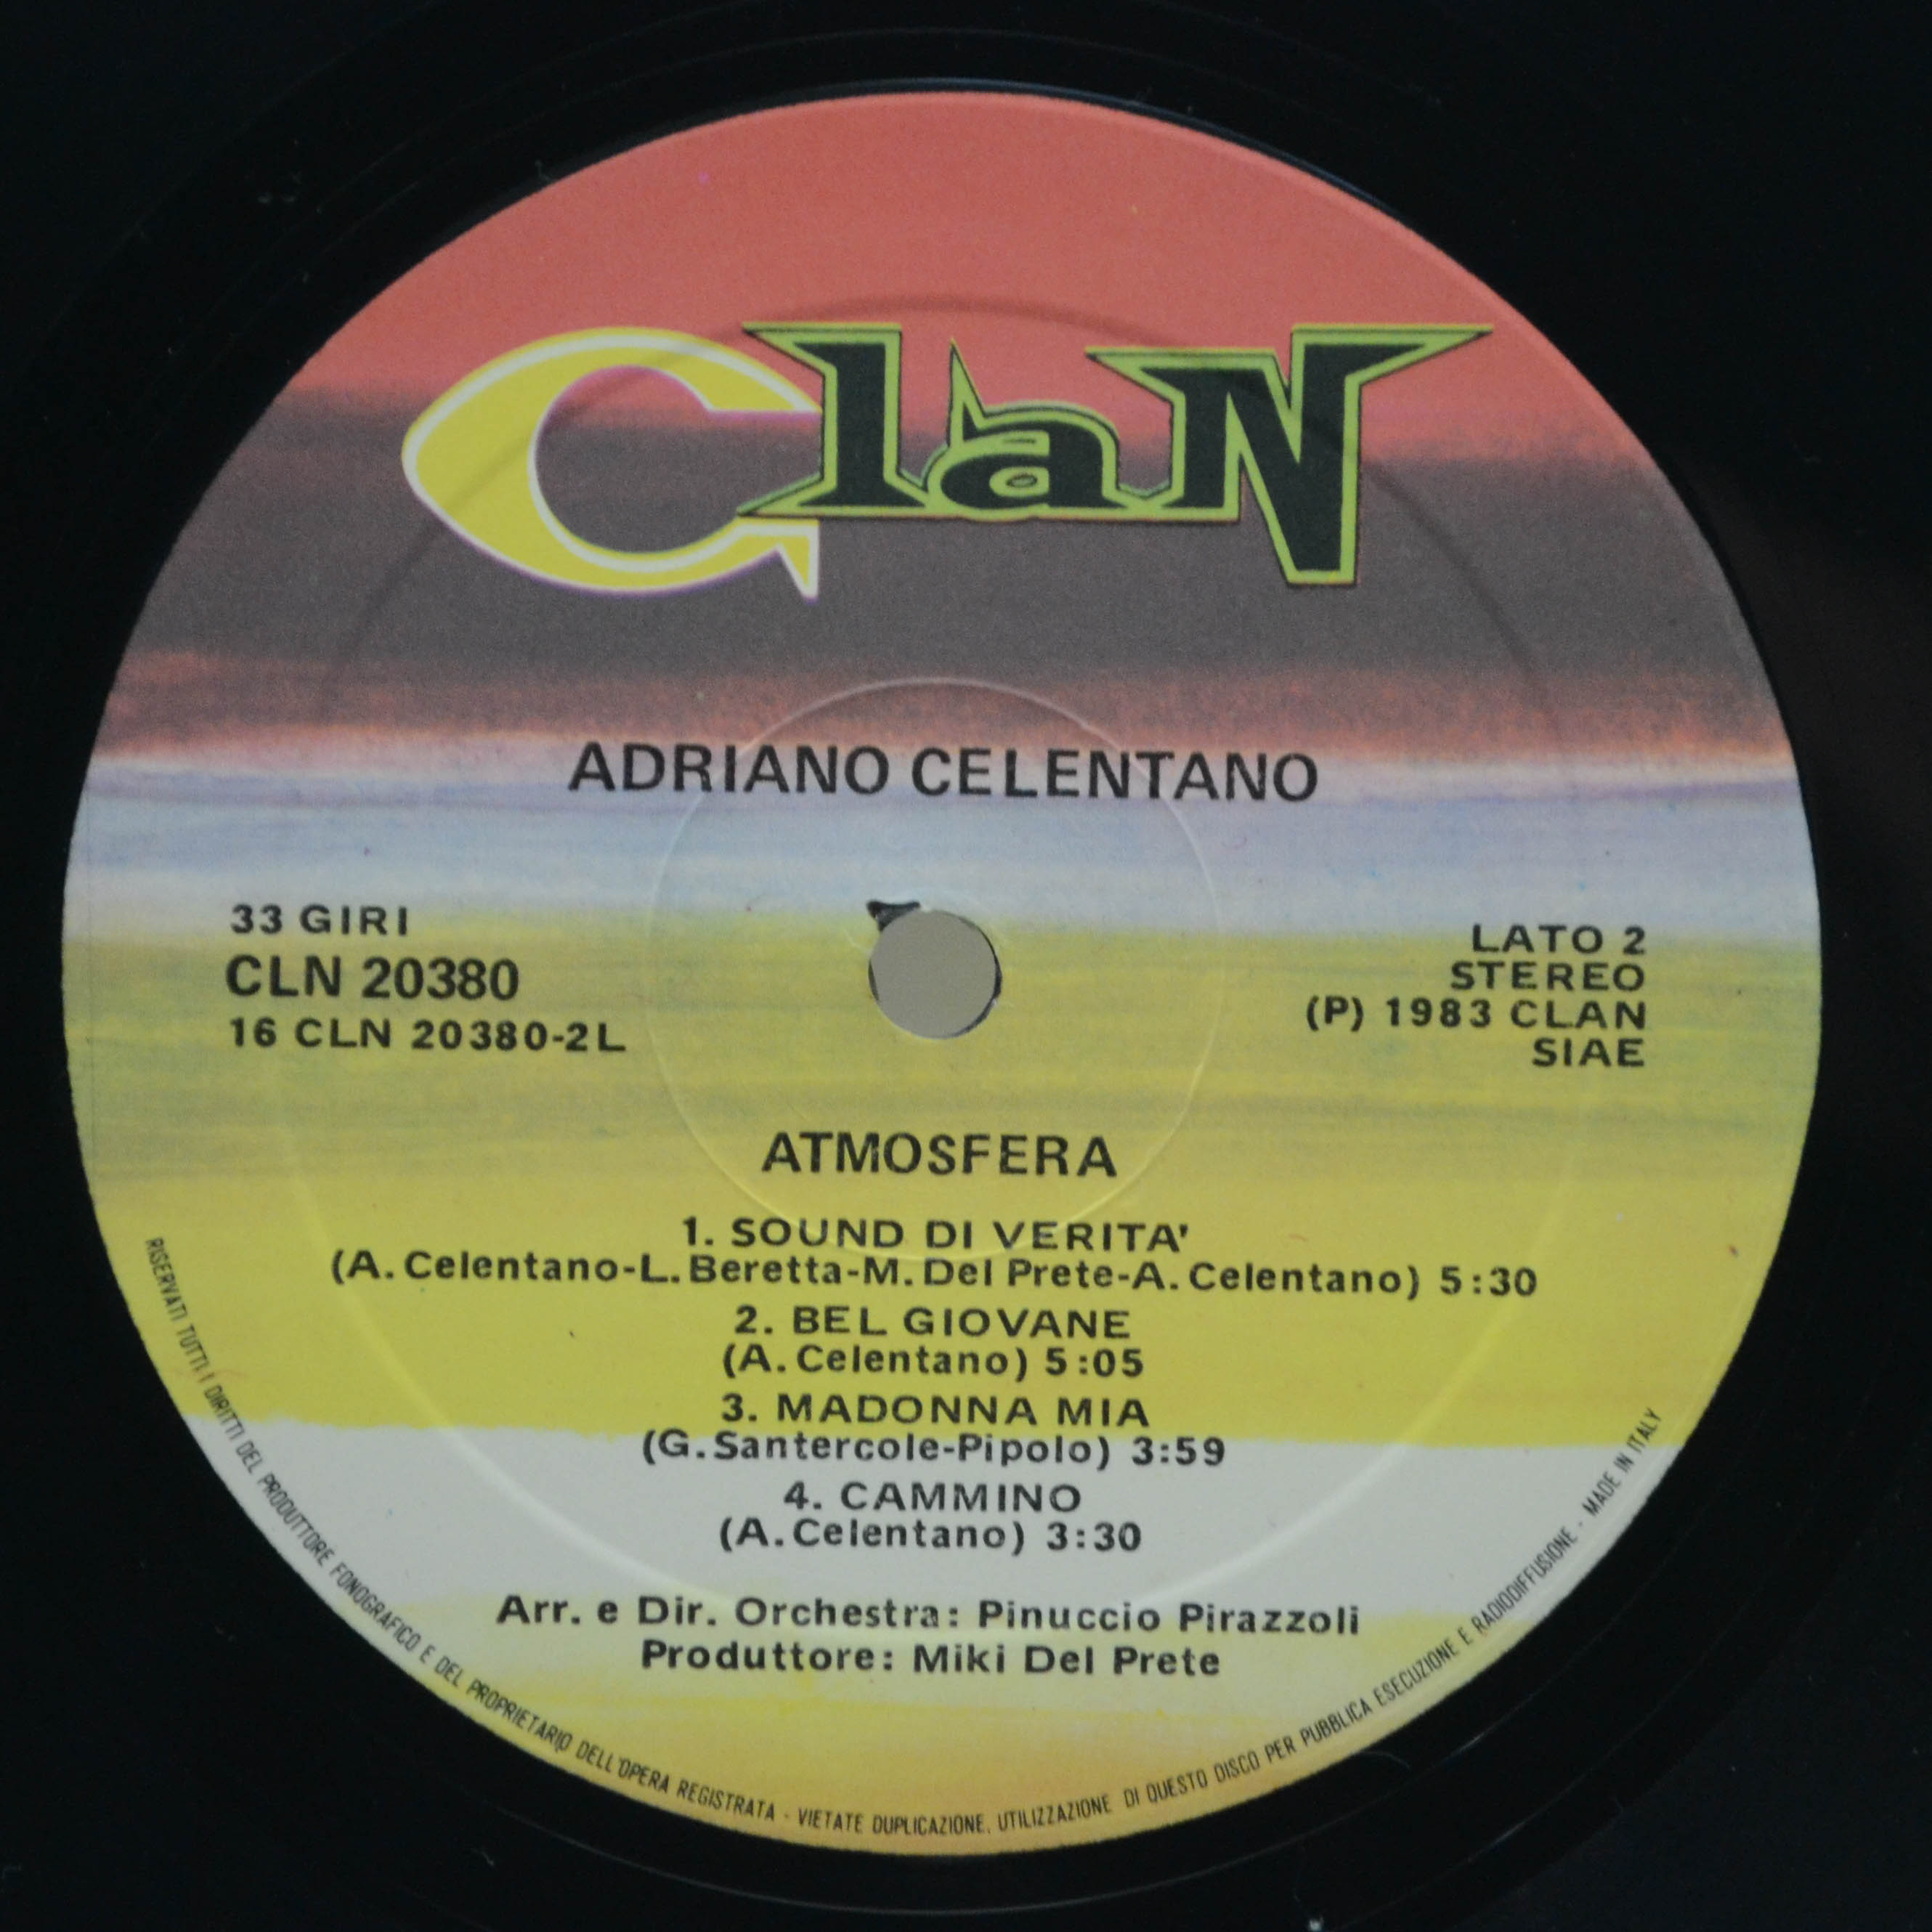 ClaN
ADRIANO CELENTANO
33 GIRI
CLN 20380
16 CLN 20380-2L
LATO 2
STEREO
(P) 1983 CLAN
SIAE
ATMOSFERA
1. SOUND DI VERITA'
(A. Celentano-L. Beretta-M. Del Prete-A. Celentano) 5:30
2. BEL GIOVANE
(A. Celentano) 5:05
3. MADONNA MIA
(G. Santercole-Pipolo) 3:59
4. CAMMINO
(A. Celentano) 3:30
Arr. e Dir. Orchestra: Pinuccio Pirazzoli
Produttore: Miki Del Prete
RISERVATI TUTTI I DIRITTI DEL PRODUTTORE FONOGRAFICO E DEL PROPRIETARIO DELL'OPERA REGISTRATA - VIETATE DUPLICAZIONE, UTILIZZAZIONE DI QUESTO DISCO PER PUBBLICA ESECUZIONE E RADIODIFFUSIONE - MADE IN ITALY